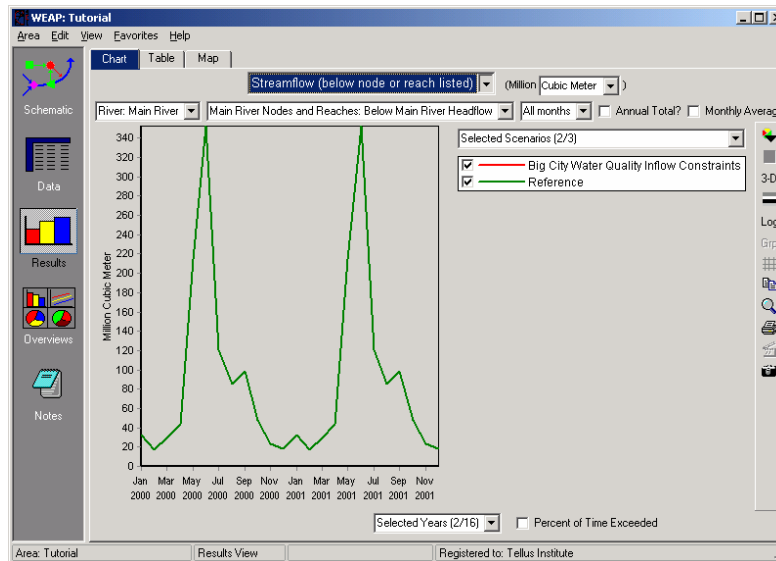 WEAP: Tutorial
Area Edit View Favorites Help
Chart Table Map
Streamflow (below node or reach listed) (Million Cubic Meter )
River: Main River Main River Nodes and Reaches: Below Main River Headflow All months Annual Total? Monthly Averag
Schematic
Data
Results
Overviews
Notes
Selected Scenarios (2/3)
Big City Water Quality Inflow Constraints
Reference
3-D
Log
Grp
Million Cubic Meter
340
320
300
280
260
240
220
200
180
160
140
120
100
80
60
40
20
0
Jan Mar May Jul Sep Nov Jan Mar May Jul Sep Nov
2000 2000 2000 2000 2000 2000 2001 2001 2001 2001 2001 2001
Selected Years (2/16) Percent of Time Exceeded
Area: Tutorial Results View Registered to: Tellus Institute